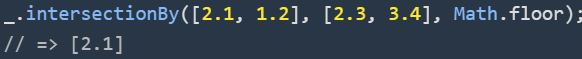 _.intersectionBy([2.1, 1.2], [2.3, 3.4], Math.floor);
// => [2.1]